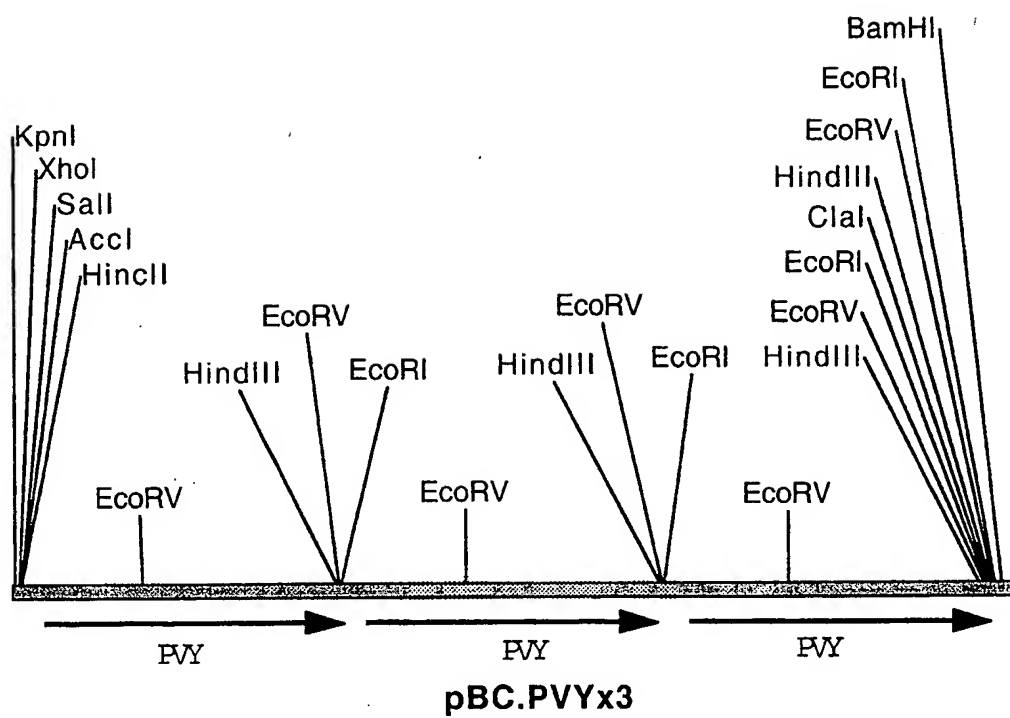 BamHI
EcoRI
KpnI
EcoRV
XhoI
HindIII
SalI
ClaI
AccI
EcoRI
HincII
EcoRV
EcoRV
EcoRV
HindIII
EcoRI
HindIII
EcoRI
HindIII
EcoRV
EcoRV
EcoRV
PVY
PVY
PVY
pBC.PVYx3